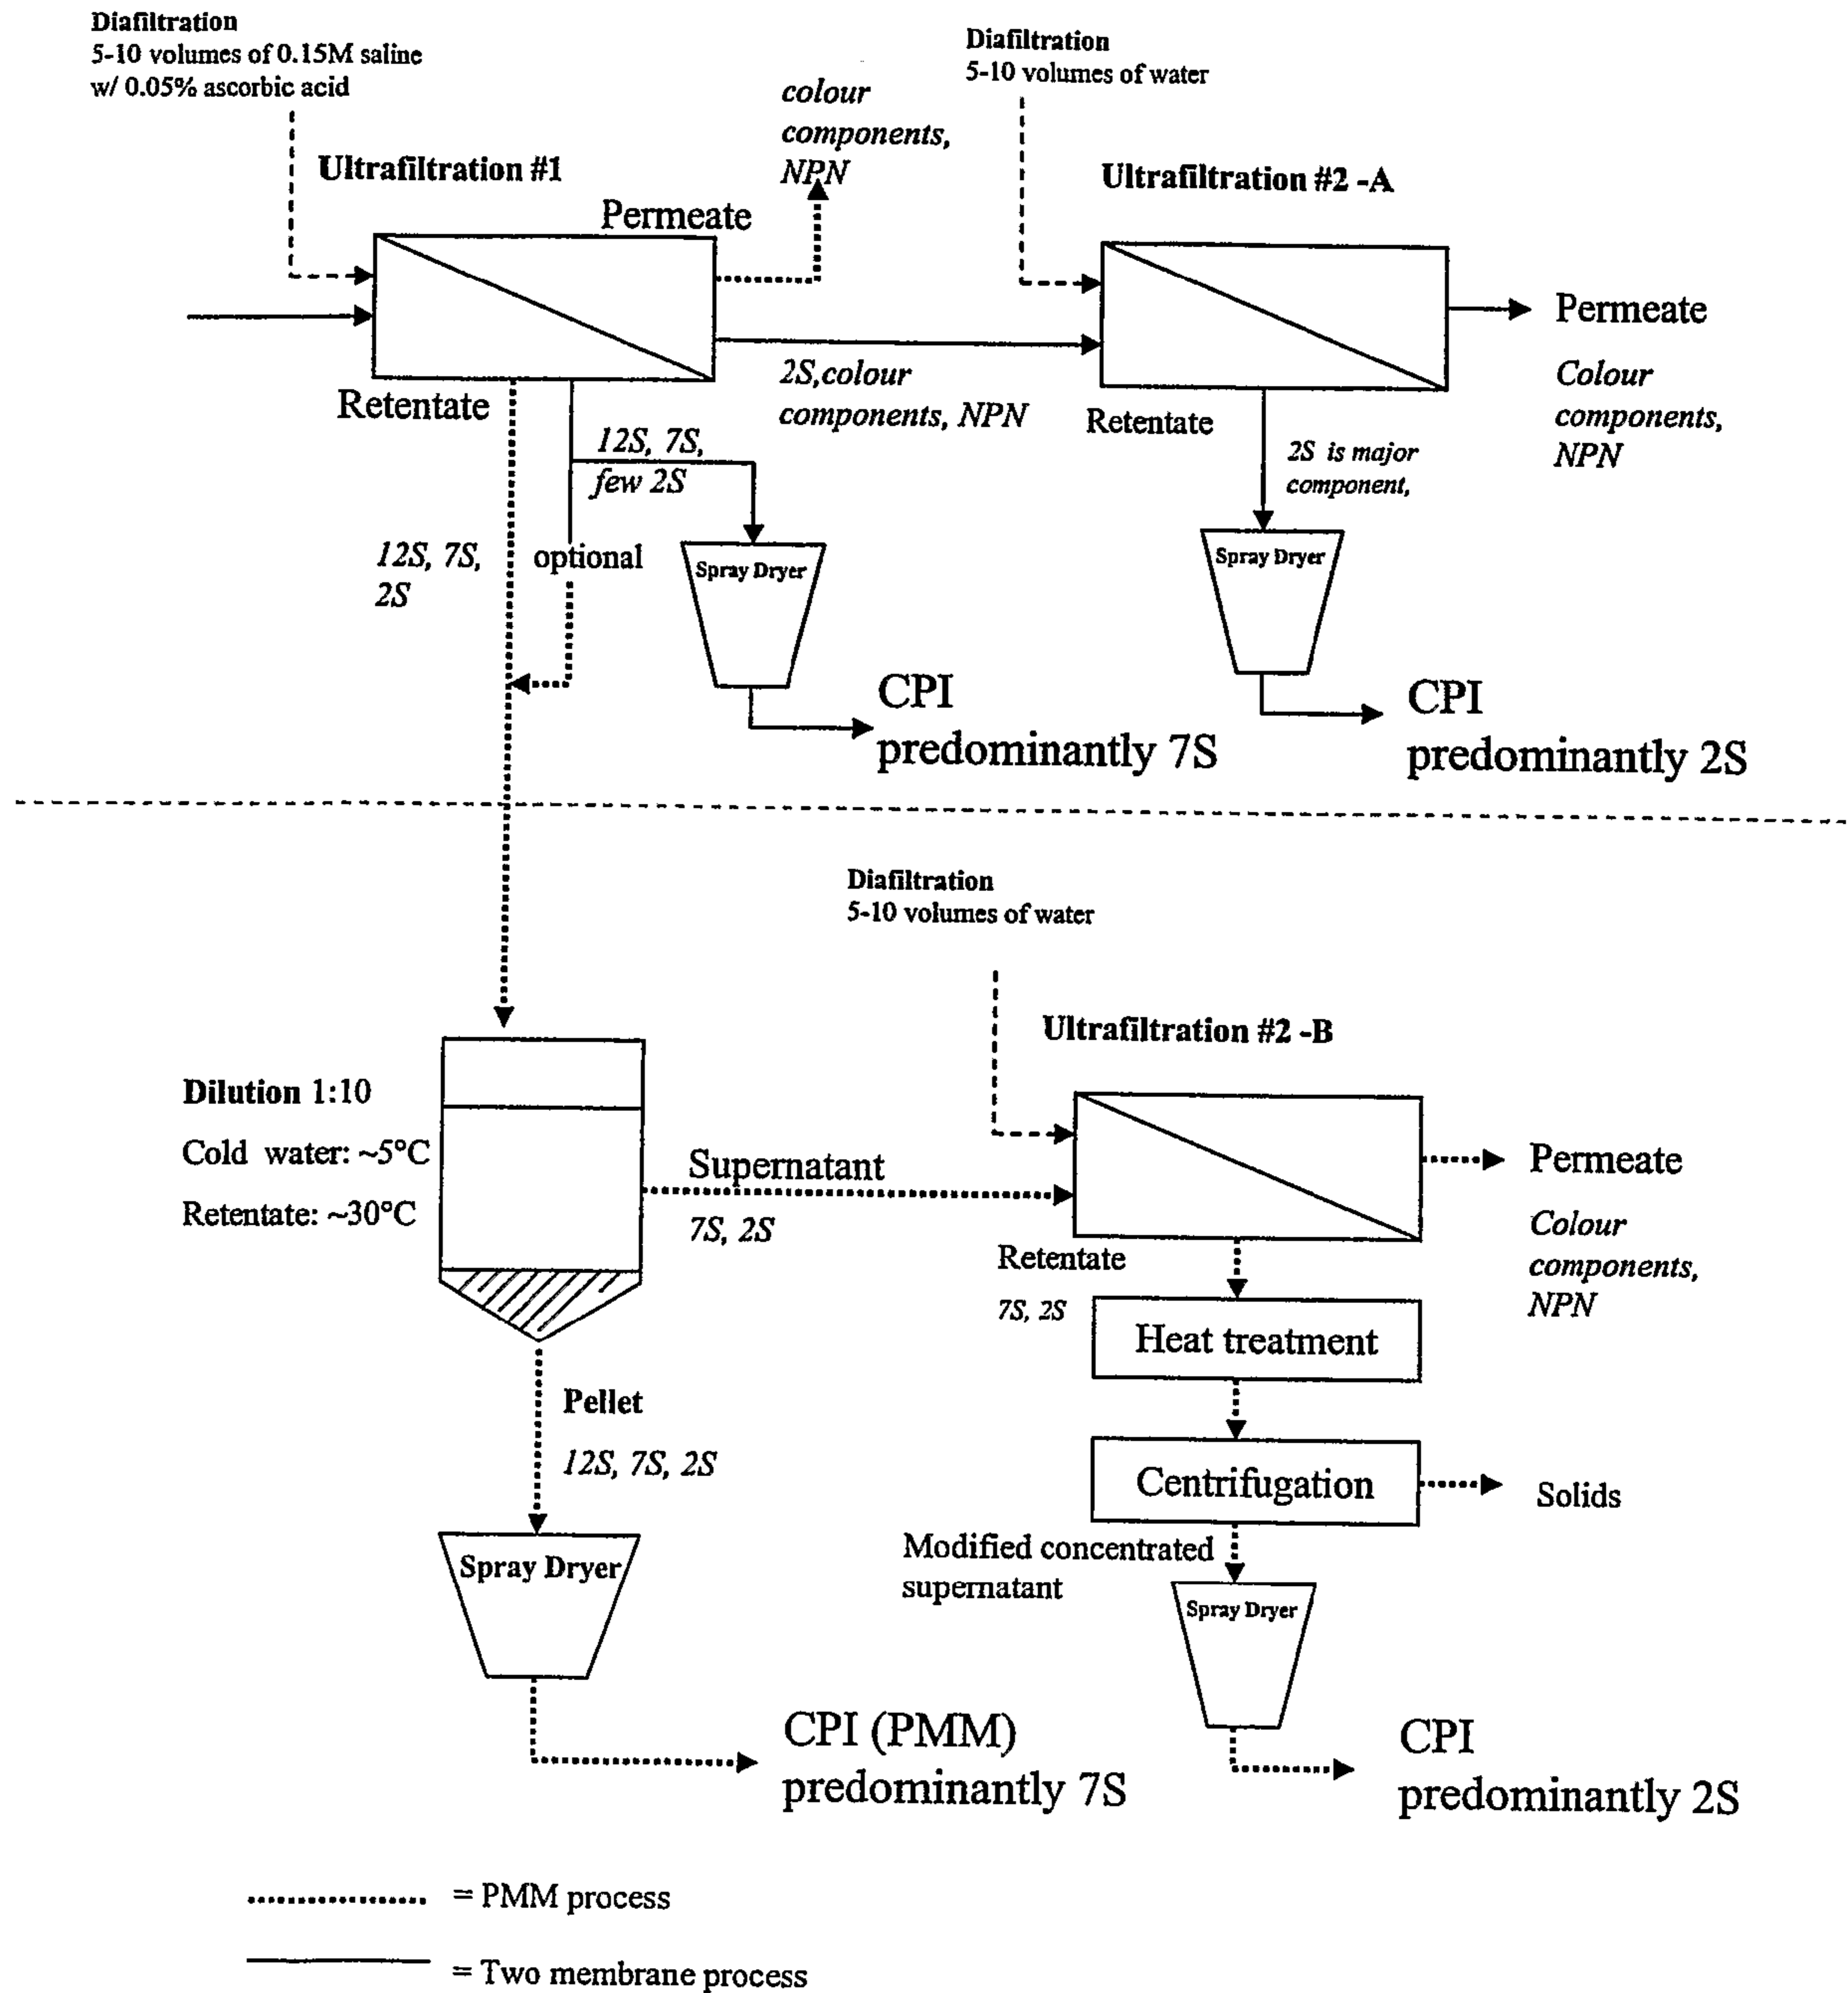 Diafiltration
5-10 volumes of 0.15M saline
w/ 0.05% ascorbic acid
Diafiltration
5-10 volumes of water
colour
components,
NPN
Ultrafiltration #1
Ultrafiltration #2 -A
Permeate
Permeate
Retentate
2S,colour
components, NPN
Retentate
Colour
components,
NPN
12S, 7S,
few 2S
2S is major
component,
12S, 7S,
2S
optional
Spray Dryer
Spray Dryer
CPI
predominantly 7S
CPI
predominantly 2S
Diafiltration
5-10 volumes of water
Ultrafiltration #2 -B
Dilution 1:10
Cold water: ~5°C
Retentate: ~30°C
Supernatant
7S, 2S
Permeate
Colour
components,
NPN
Retentate
7S, 2S
Heat treatment
Pellet
12S, 7S, 2S
Centrifugation
Solids
Modified concentrated
supernatant
Spray Dryer
Spray Dryer
CPI (PMM)
predominantly 7S
CPI
predominantly 2S
= PMM process
= Two membrane process